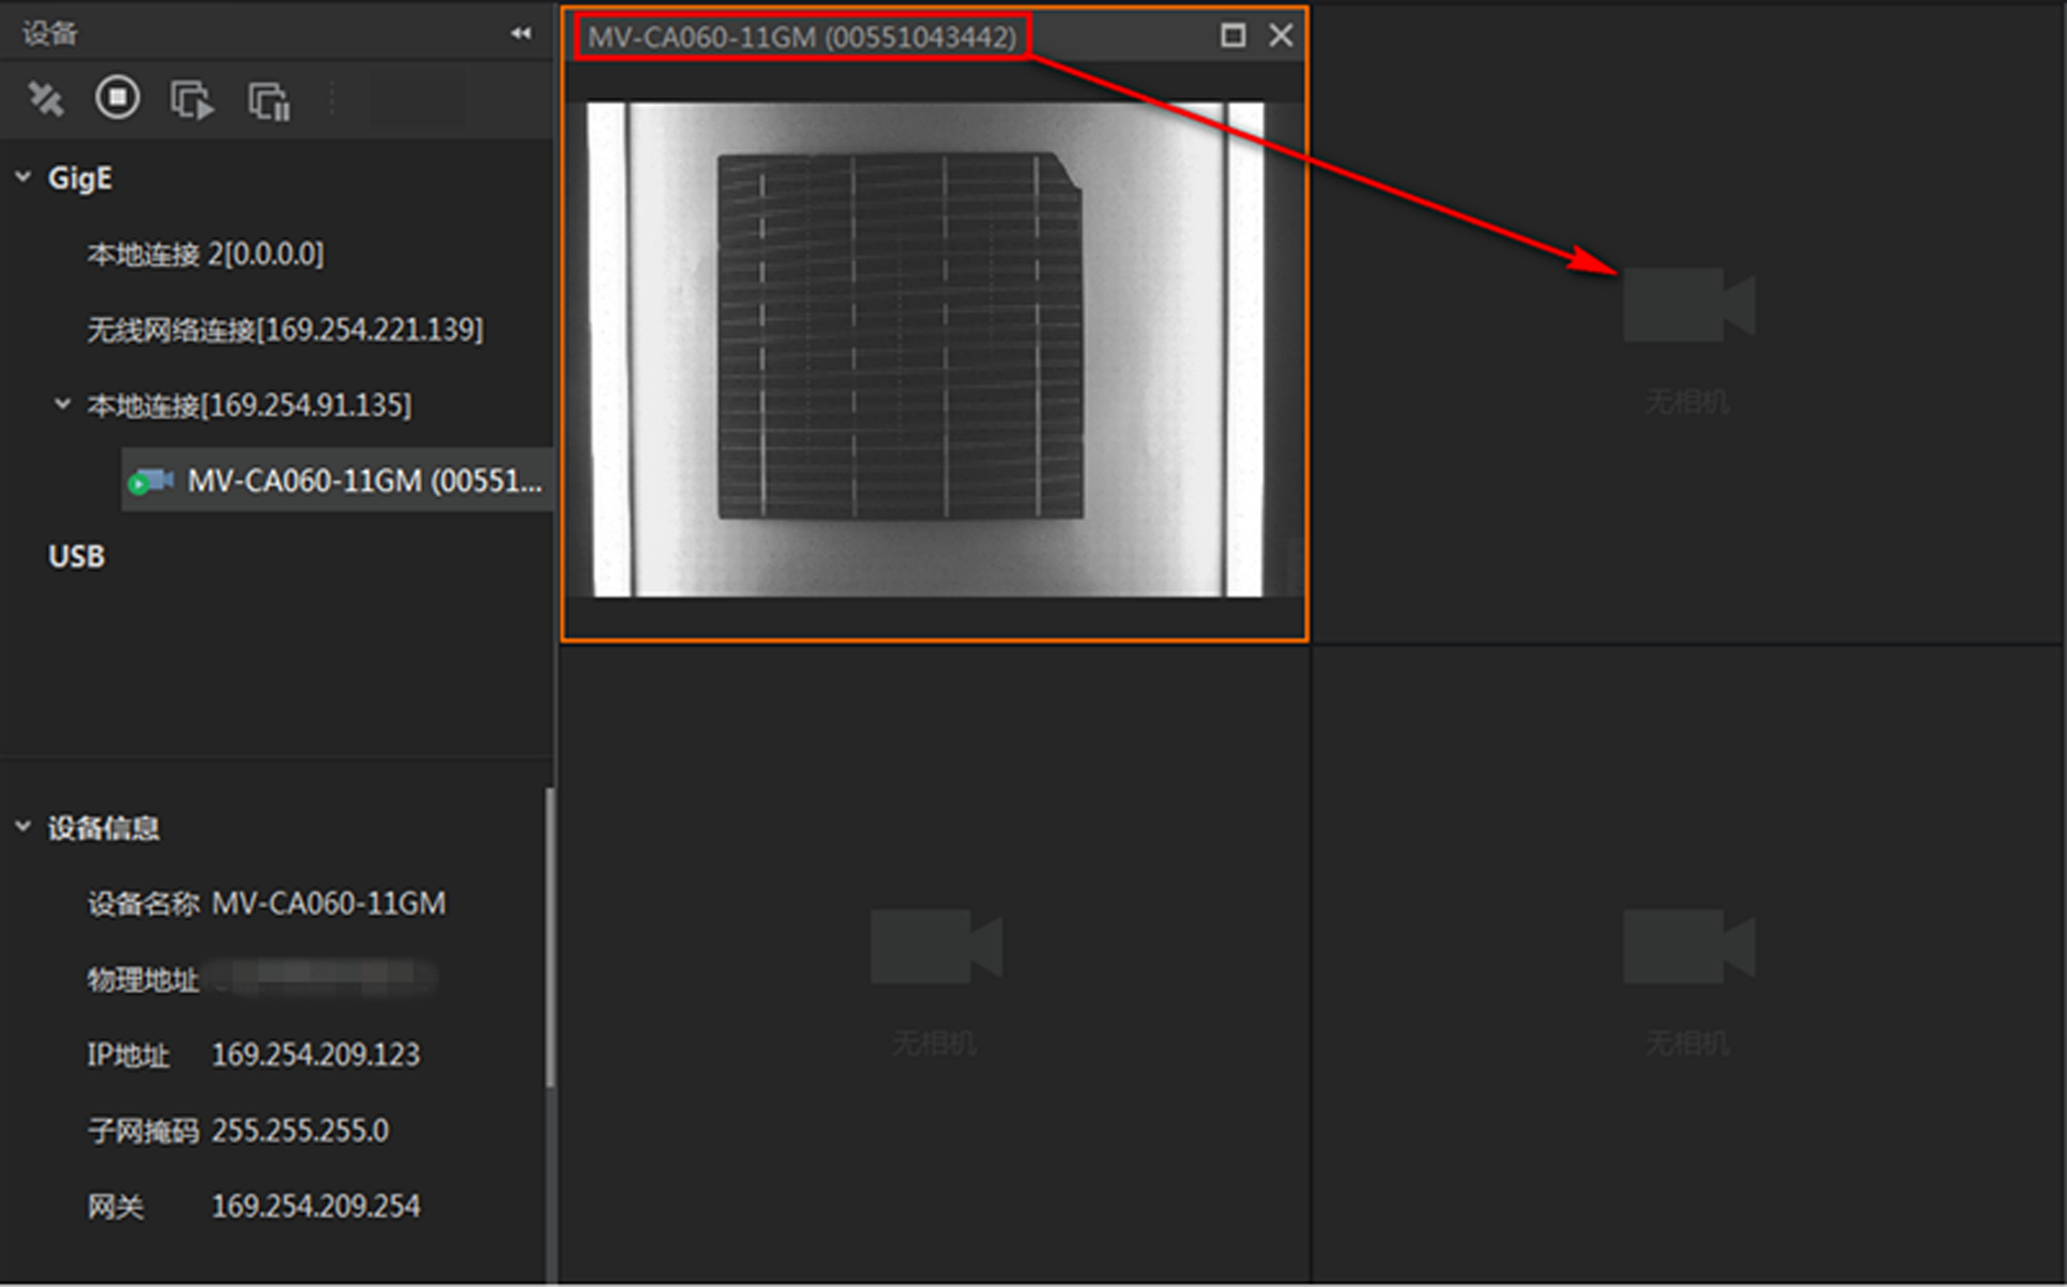 设备
GigE
本地连接 2[0.0.0.0]
无线网络连接[169.254.221.139]
本地连接[169.254.91.135]
MV-CA060-11GM (00551...
USB
设备信息
设备名称 MV-CA060-11GM
物理地址
IP地址 169.254.209.123
子网掩码 255.255.255.0
网关 169.254.209.254
MV-CA060-11GM (00551043442)
无相机
无相机
无相机